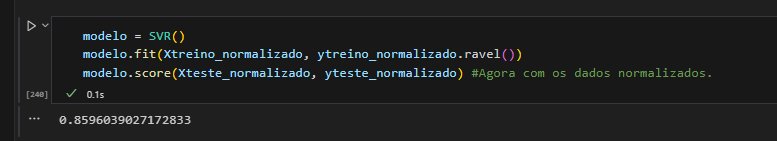 modelo = SVR()
modelo.fit(Xtreino_normalizado, ytreino_normalizado.ravel())
modelo.score(Xteste_normalizado, yteste_normalizado) #Agora com os dados normalizados.
[240] 0.1s
... 0.8596039027172833